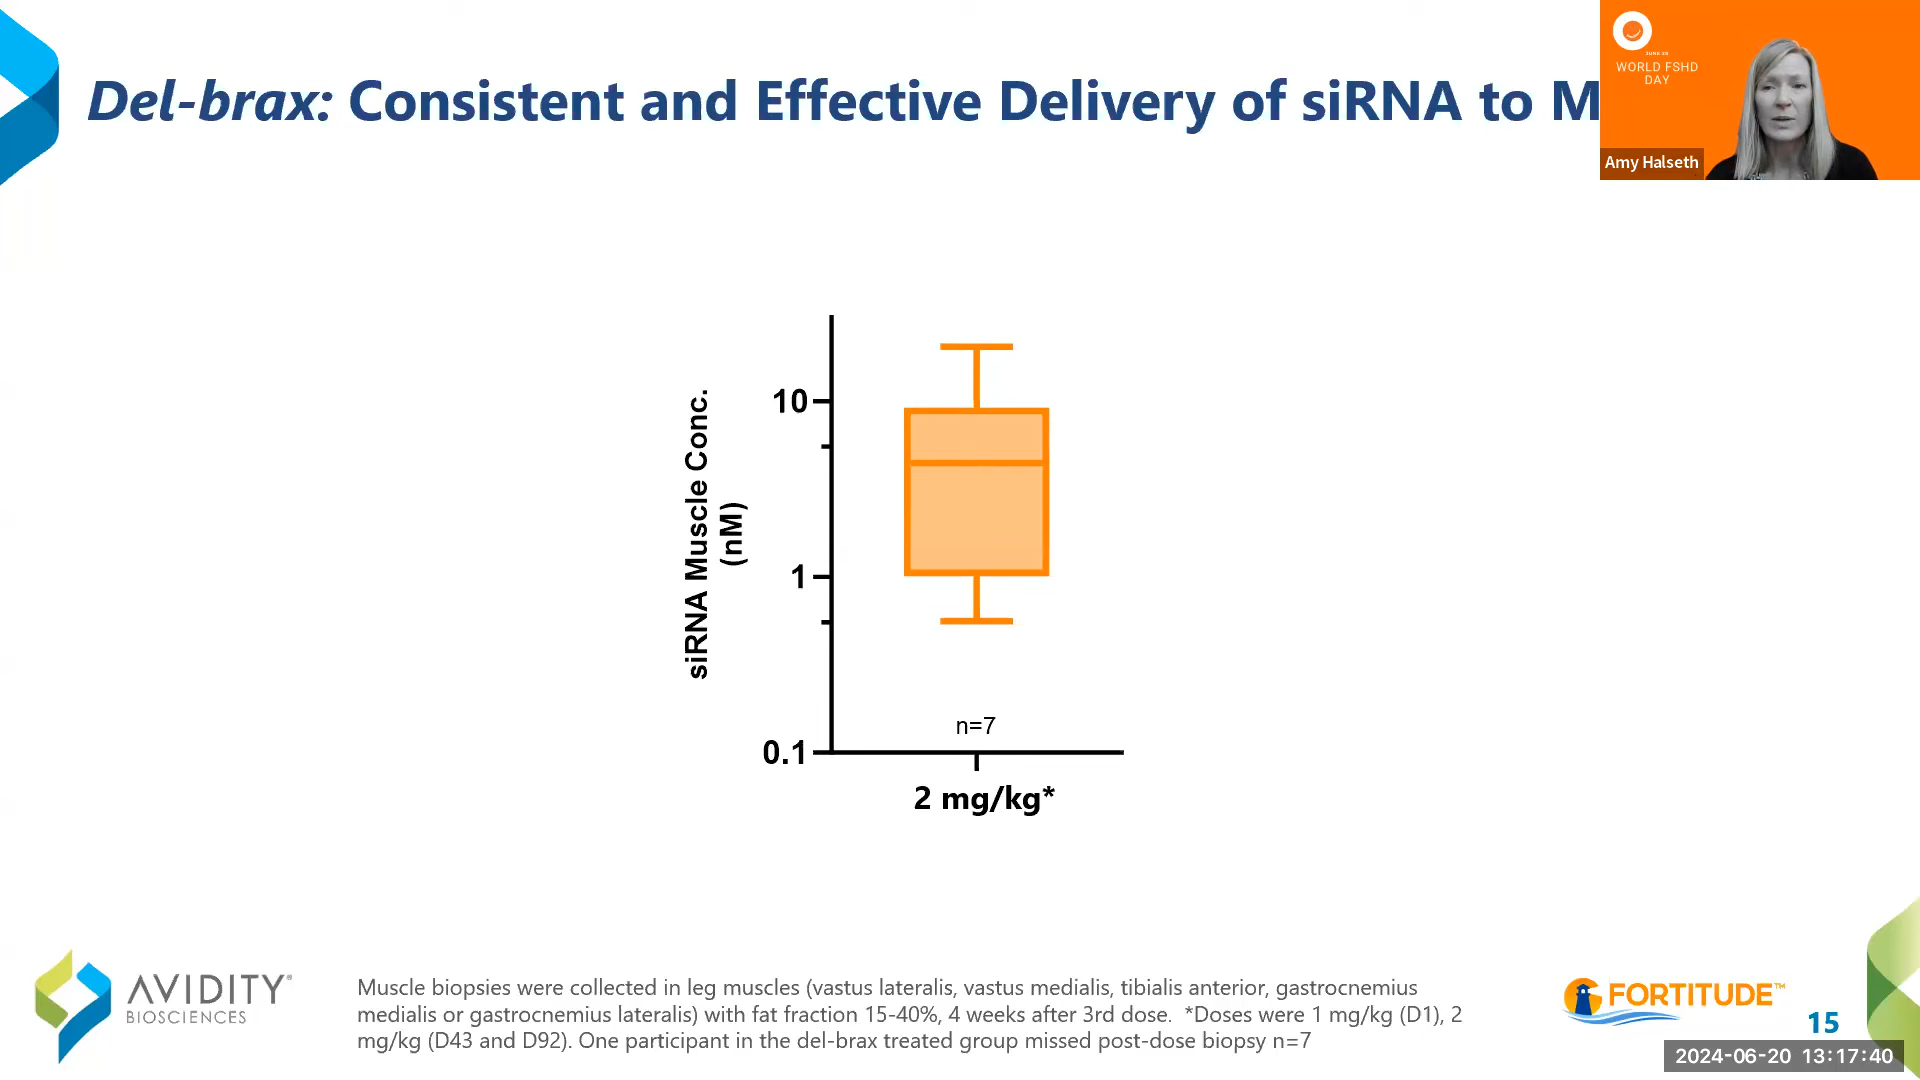 Del-brax: Consistent and Effective Delivery of siRNA to M
JUNE 20
WORLD FSHD
DAY
Amy Halseth
siRNA Muscle Conc.
(nM)
10
1
0.1
n=7
2 mg/kg*
AVIDITY®
BIOSCIENCES
Muscle biopsies were collected in leg muscles (vastus lateralis, vastus medialis, tibialis anterior, gastrocnemius
medialis or gastrocnemius lateralis) with fat fraction 15-40%, 4 weeks after 3rd dose.  *Doses were 1 mg/kg (D1), 2
mg/kg (D43 and D92). One participant in the del-brax treated group missed post-dose biopsy n=7
FORTITUDE™
15
2024-06-20 13:17:40